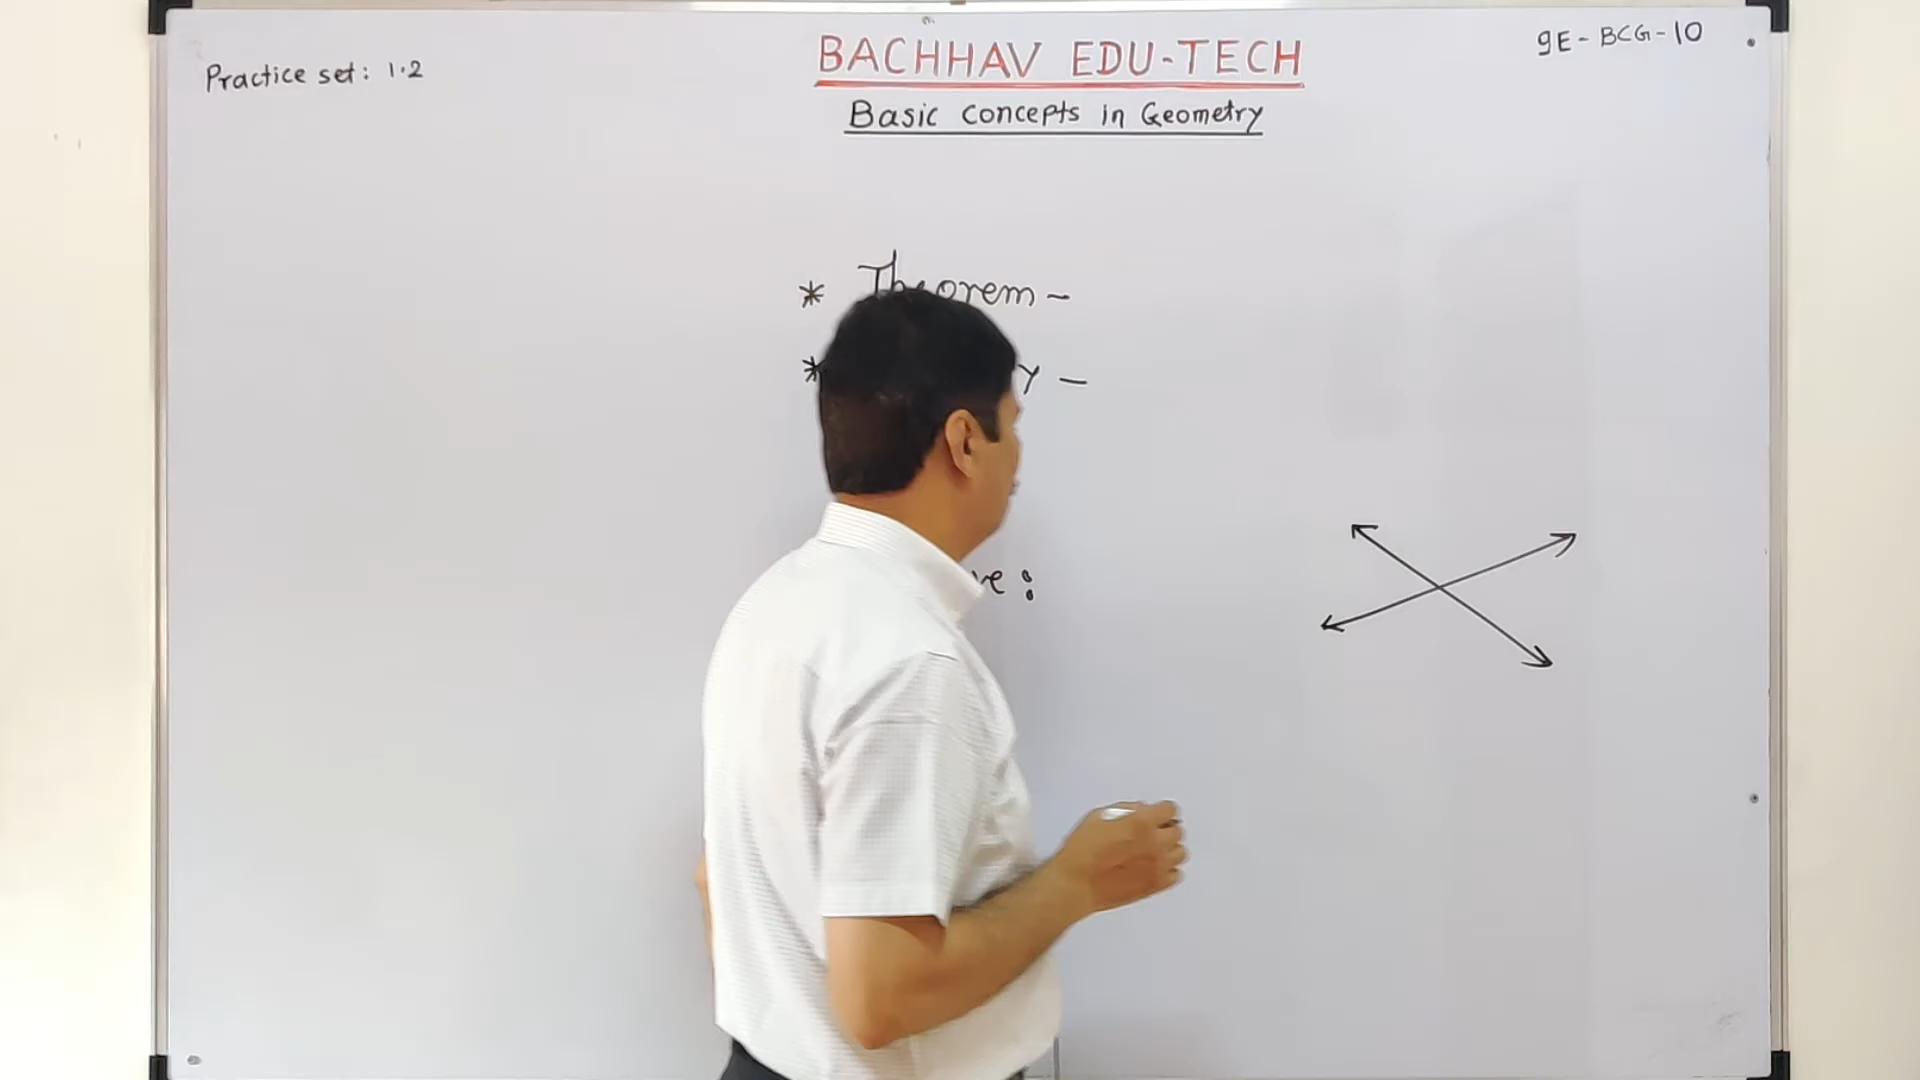 BACHHAV EDU-TECH
9E-BCG-10
Practice set: 1.2
Basic concepts in Geometry
* Theorem -
* -